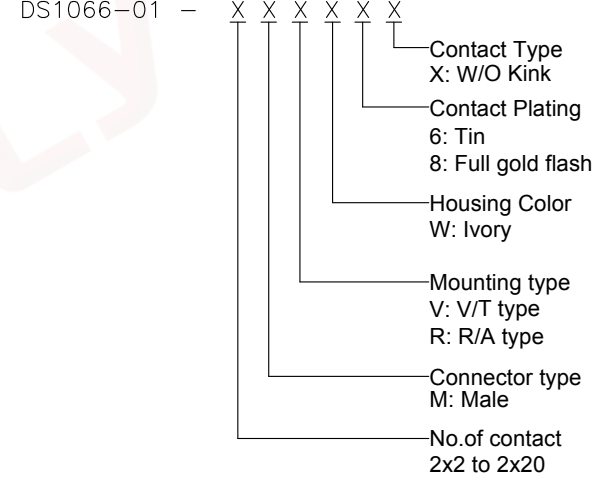 DS1066-01 - X X X X X X
Contact Type
X: W/O Kink
Contact Plating
6: Tin
8: Full gold flash
Housing Color
W: Ivory
Mounting type
V: V/T type
R: R/A type
Connector type
M: Male
No.of contact
2x2 to 2x20